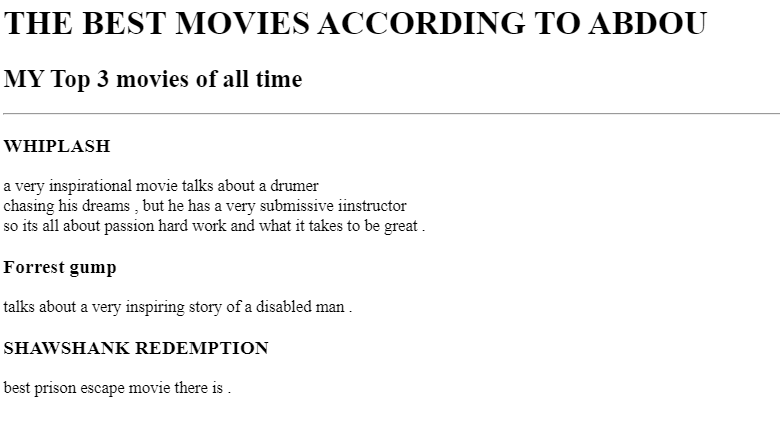 THE BEST MOVIES ACCORDING TO ABDOU
MY Top 3 movies of all time
WHIPLASH
a very inspirational movie talks about a drumer
chasing his dreams , but he has a very submissive iinstructor
so its all about passion hard work and what it takes to be great .
Forrest gump
talks about a very inspiring story of a disabled man .
SHAWSHANK REDEMPTION
best prison escape movie there is .